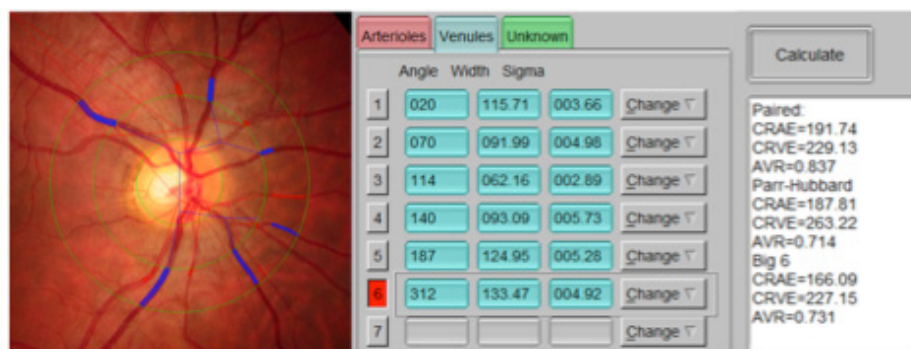 Arterioles Venules Unknown
Angle Width Sigma
1 020 115.71 003.66 Change
2 070 091.99 004.98 Change
3 114 062.16 002.89 Change
4 140 093.09 005.73 Change
5 187 124.95 005.28 Change
6 312 133.47 004.92 Change
7 Change
Calculate
Paired:
CRAE=191.74
CRVE=229.13
AVR=0.837
Parr-Hubbard
CRAE=187.81
CRVE=263.22
AVR=0.714
Big 6
CRAE=166.09
CRVE=227.15
AVR=0.731